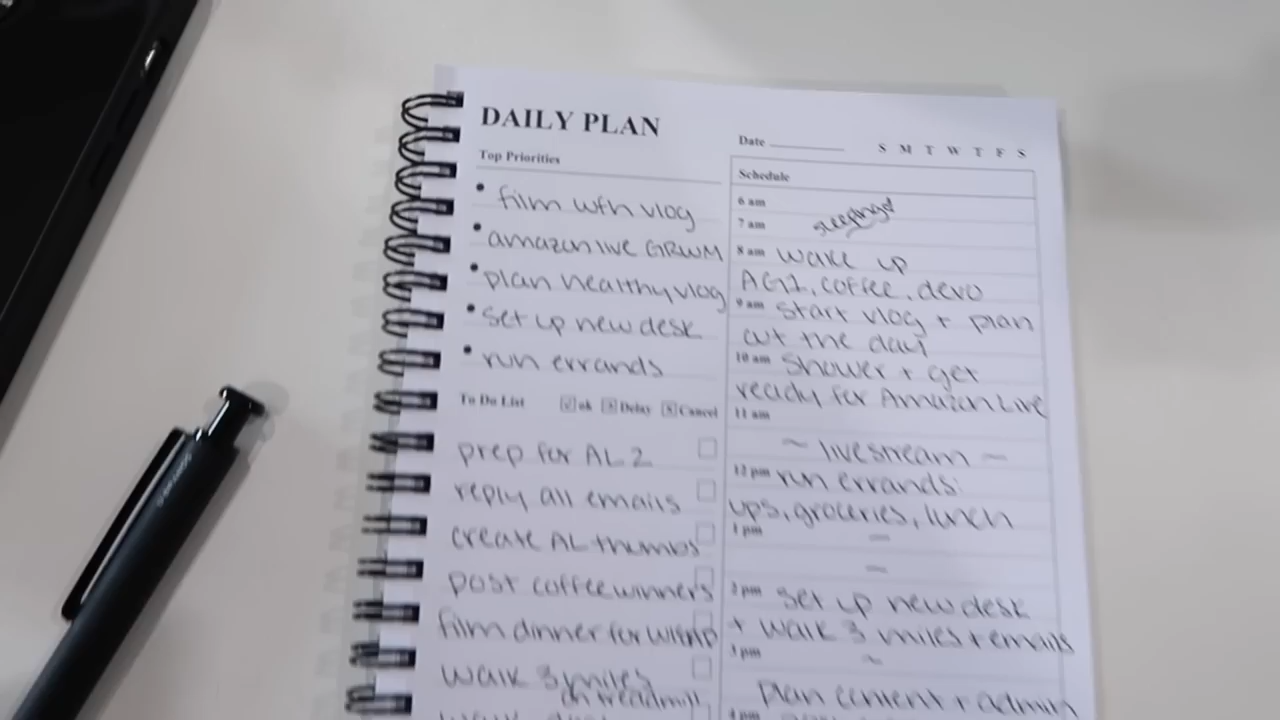 DAILY PLAN
Top Priorities
• film wfh vlog
• amazon live GRWM
• plan healthy vlog
• set up new desk
• run errands
To Do List ok Delay Cancel
prep for AL 2
reply all emails
create AL thumbs
post coffee winners
film dinner for
walk 3 miles
on treadmill
Date
S M T W T F S
Schedule
6 am
7 am
8 am wake up
AG1, coffee, devo
9 am start vlog + plan
out the day
10 am shower + get
ready for Amazon Live
11 am
~ livestream ~
12 pm run errands:
ups, groceries, lunch
1 pm —
—
2 pm set up new desk
+ walk 3 miles + emails
3 pm ~
plan content + admin
4 pm